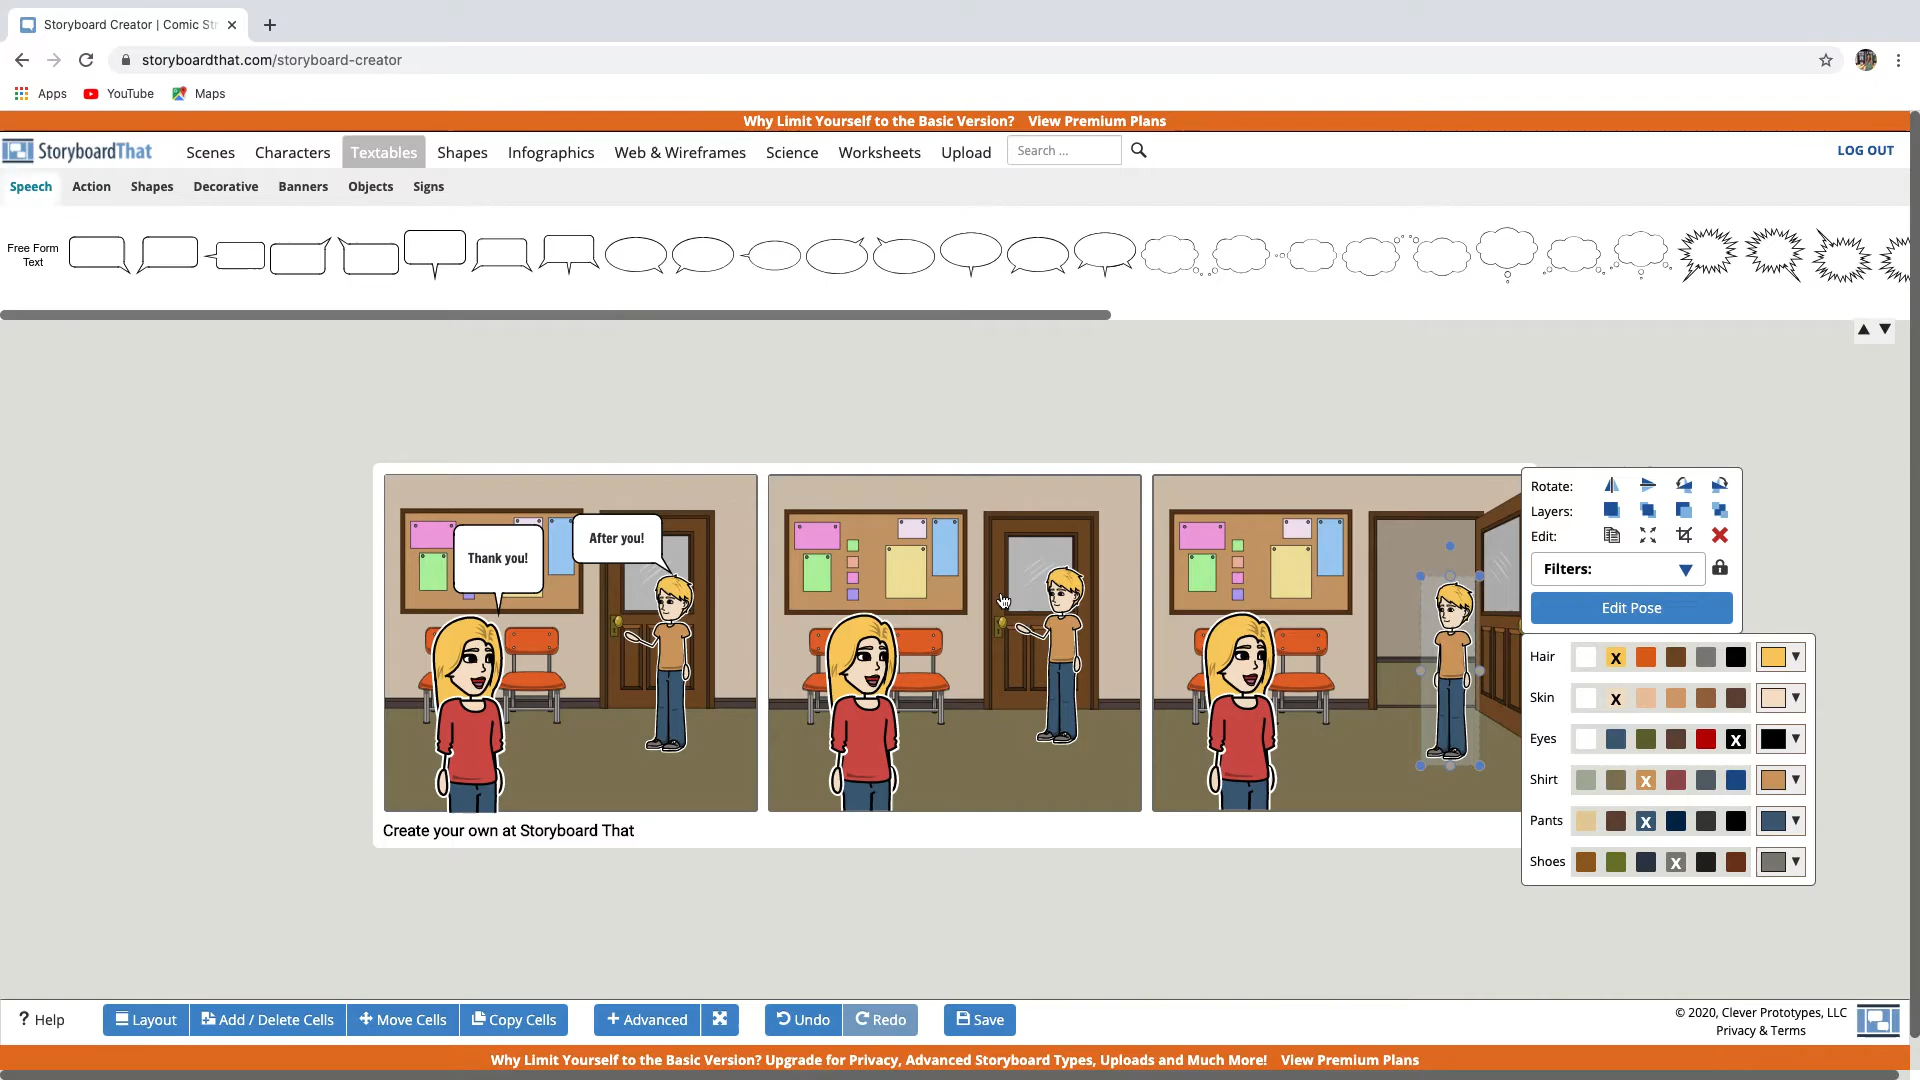 Storyboard Creator | Comic Str
storyboardthat.com/storyboard-creator
Apps YouTube Maps
Why Limit Yourself to the Basic Version? View Premium Plans
StoryboardThat Scenes Characters Textables Shapes Infographics Web & Wireframes Science Worksheets Upload Search ... LOG OUT
Speech Action Shapes Decorative Banners Objects Signs
Free Form
Text
Thank you!
After you!
Create your own at Storyboard That
Rotate:
Layers:
Edit:
Filters:
Edit Pose
Hair
Skin
Eyes
Shirt
Pants
Shoes
? Help Layout Add / Delete Cells Move Cells Copy Cells + Advanced Undo Redo Save
© 2020, Clever Prototypes, LLC
Privacy & Terms
Why Limit Yourself to the Basic Version? Upgrade for Privacy, Advanced Storyboard Types, Uploads and Much More! View Premium Plans